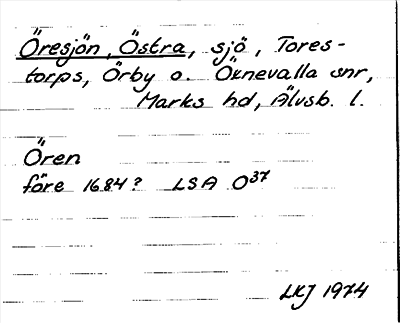 Öresjön, Östra, sjö, Tores-
torps, Örby o. Öxnevalla snr,
Marks hd, Älvsb. l.
Ören
före 1684? LSA O37
LKJ 1974